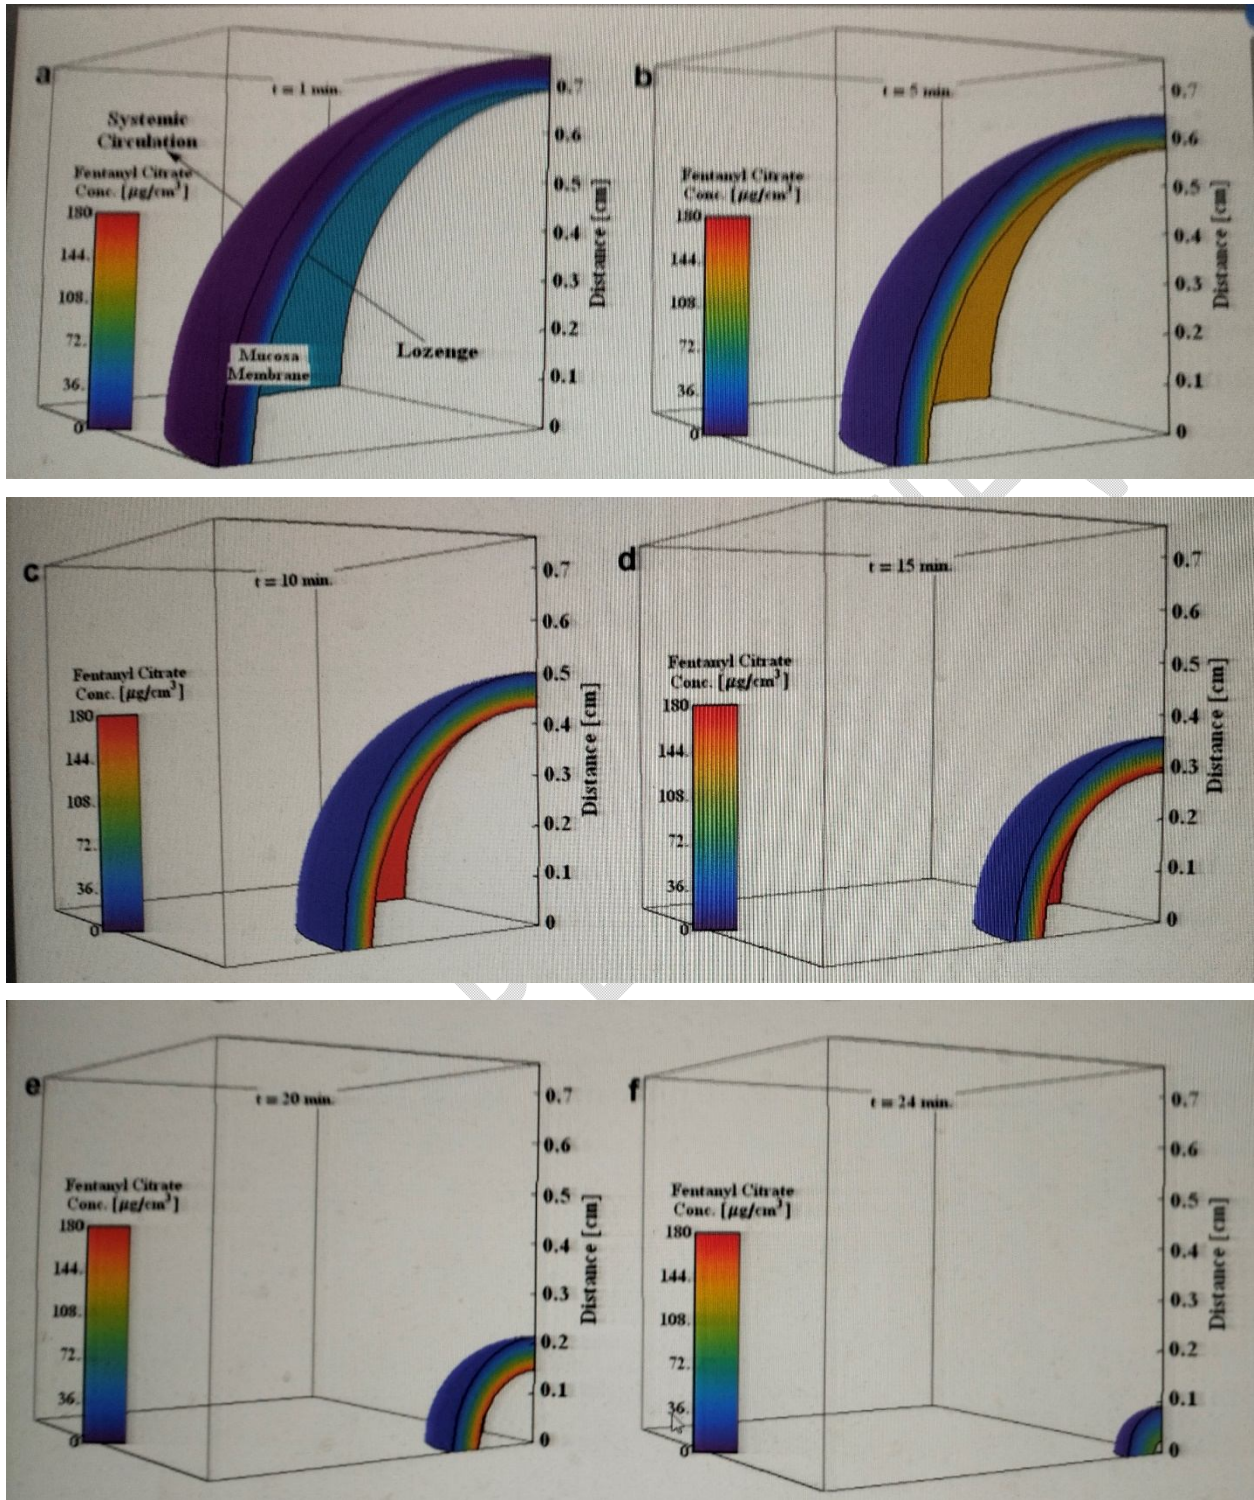 a
t = 1 min.
Systemic
Circulation
Fentanyl Citrate
Conc. [μg/cm³]
180
144.
108.
72.
36.
0
Mucosa
Membrane
Lozenge
0.7
0.6
0.5
0.4
0.3
0.2
0.1
0
Distance [cm]
b
t = 5 min.
Fentanyl Citrate
Conc. [μg/cm³]
180
144.
108.
72.
36.
0
0.7
0.6
0.5
0.4
0.3
0.2
0.1
0
Distance [cm]
c
t = 10 min.
Fentanyl Citrate
Conc. [μg/cm³]
180
144.
108.
72.
36.
0
0.7
0.6
0.5
0.4
0.3
0.2
0.1
0
Distance [cm]
d
t = 15 min.
Fentanyl Citrate
Conc. [μg/cm³]
180
144.
108.
72.
36.
0
0.7
0.6
0.5
0.4
0.3
0.2
0.1
0
Distance [cm]
e
t = 20 min.
Fentanyl Citrate
Conc. [μg/cm³]
180
144.
108.
72.
36.
0
0.7
0.6
0.5
0.4
0.3
0.2
0.1
0
Distance [cm]
f
t = 24 min.
Fentanyl Citrate
Conc. [μg/cm³]
180
144.
108.
72.
36.
0
0.7
0.6
0.5
0.4
0.3
0.2
0.1
0
Distance [cm]